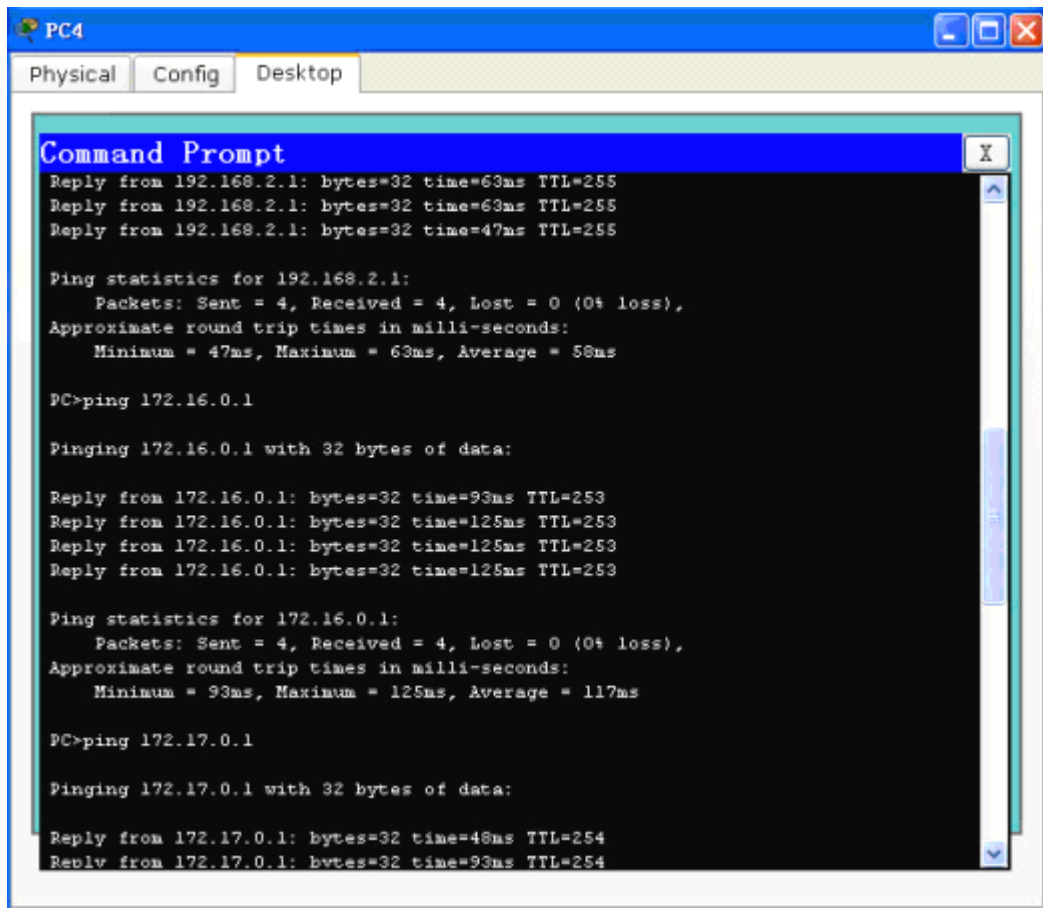 PC4
Physical Config Desktop
Command Prompt
X
Reply from 192.168.2.1: bytes=32 time=63ms TTL=255
Reply from 192.168.2.1: bytes=32 time=63ms TTL=255
Reply from 192.168.2.1: bytes=32 time=47ms TTL=255
Ping statistics for 192.168.2.1:
Packets: Sent = 4, Received = 4, Lost = 0 (0% loss),
Approximate round trip times in milli-seconds:
Minimum = 47ms, Maximum = 63ms, Average = 58ms
PC>ping 172.16.0.1
Pinging 172.16.0.1 with 32 bytes of data:
Reply from 172.16.0.1: bytes=32 time=93ms TTL=253
Reply from 172.16.0.1: bytes=32 time=125ms TTL=253
Reply from 172.16.0.1: bytes=32 time=125ms TTL=253
Reply from 172.16.0.1: bytes=32 time=125ms TTL=253
Ping statistics for 172.16.0.1:
Packets: Sent = 4, Received = 4, Lost = 0 (0% loss),
Approximate round trip times in milli-seconds:
Minimum = 93ms, Maximum = 125ms, Average = 117ms
PC>ping 172.17.0.1
Pinging 172.17.0.1 with 32 bytes of data:
Reply from 172.17.0.1: bytes=32 time=48ms TTL=254
Reply from 172.17.0.1: bytes=32 time=93ms TTL=254